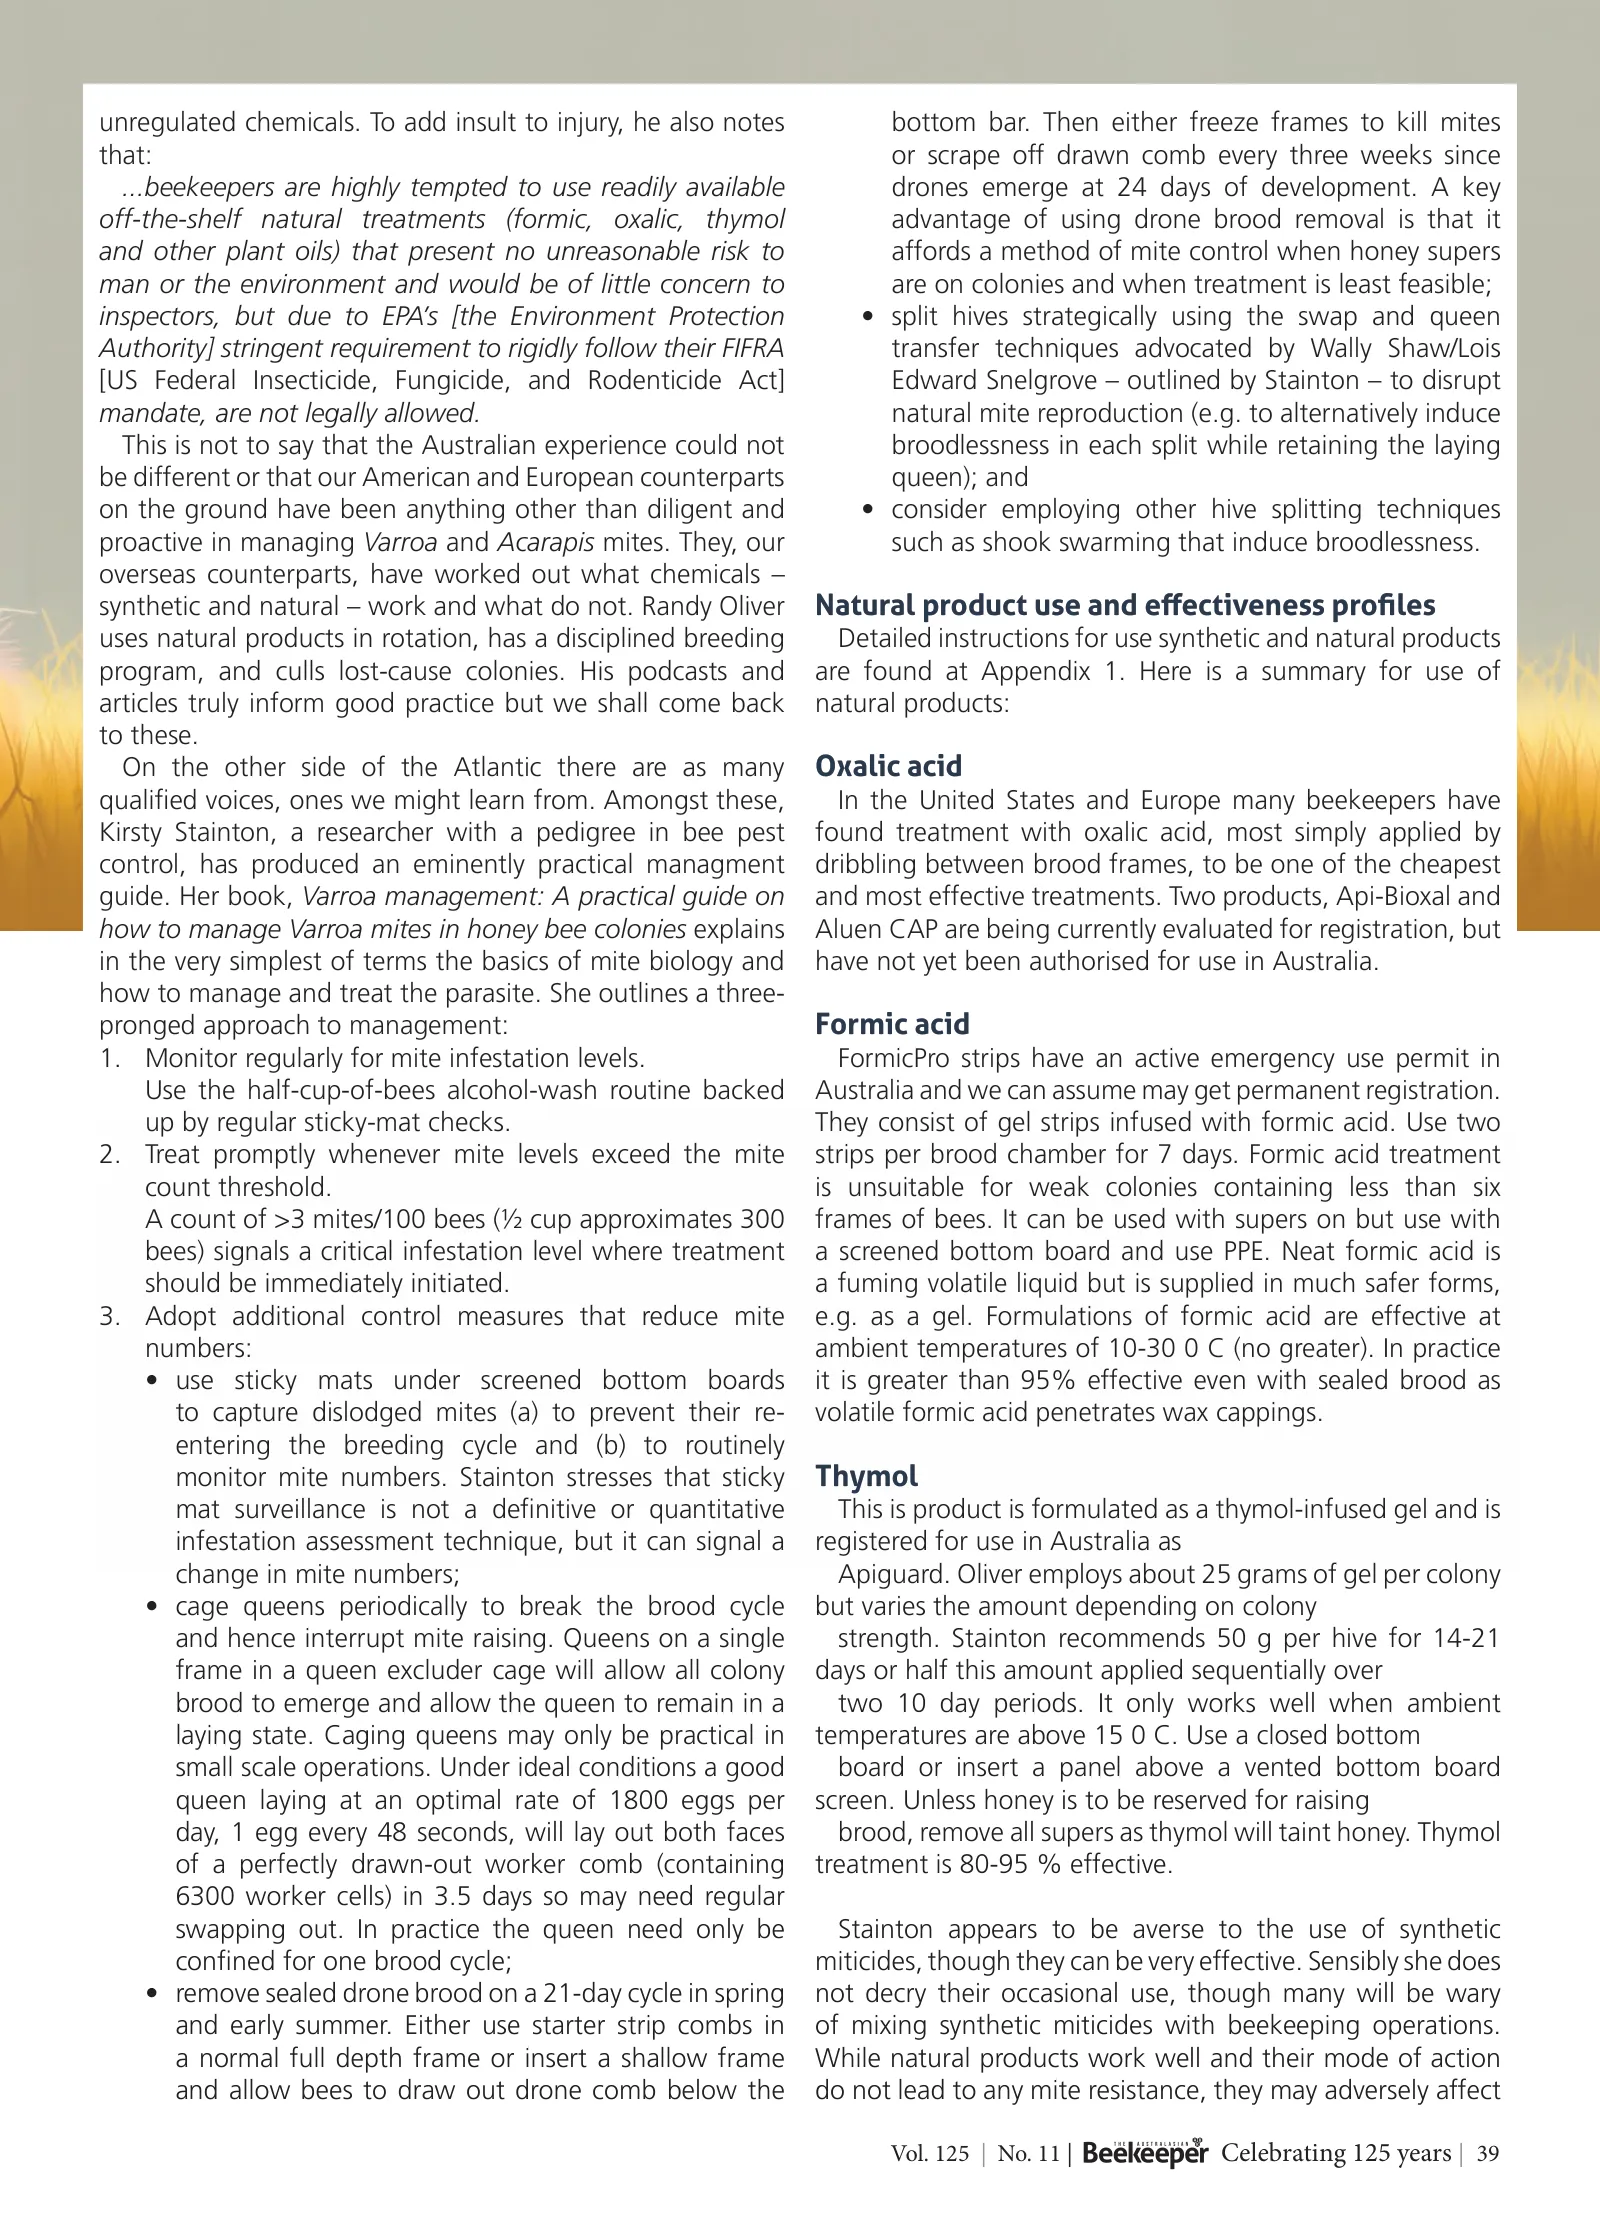 unregulated chemicals. To add insult to injury, he also notes
that:
...beekeepers are highly tempted to use readily available
off-the-shelf natural treatments (formic, oxalic, thymol
and other plant oils) that present no unreasonable risk to
man or the environment and would be of little concern to
inspectors, but due to EPA’s [the Environment Protection
Authority] stringent requirement to rigidly follow their FIFRA
[US Federal Insecticide, Fungicide, and Rodenticide Act]
mandate, are not legally allowed.
This is not to say that the Australian experience could not
be different or that our American and European counterparts
on the ground have been anything other than diligent and
proactive in managing Varroa and Acarapis mites. They, our
overseas counterparts, have worked out what chemicals –
synthetic and natural – work and what do not. Randy Oliver
uses natural products in rotation, has a disciplined breeding
program, and culls lost-cause colonies. His podcasts and
articles truly inform good practice but we shall come back
to these.
On the other side of the Atlantic there are as many
qualified voices, ones we might learn from. Amongst these,
Kirsty Stainton, a researcher with a pedigree in bee pest
control, has produced an eminently practical managment
guide. Her book, Varroa management: A practical guide on
how to manage Varroa mites in honey bee colonies explains
in the very simplest of terms the basics of mite biology and
how to manage and treat the parasite. She outlines a three-
pronged approach to management:
1. Monitor regularly for mite infestation levels.
Use the half-cup-of-bees alcohol-wash routine backed
up by regular sticky-mat checks.
2. Treat promptly whenever mite levels exceed the mite
count threshold.
A count of >3 mites/100 bees (½ cup approximates 300
bees) signals a critical infestation level where treatment
should be immediately initiated.
3. Adopt additional control measures that reduce mite
numbers:
• use sticky mats under screened bottom boards
to capture dislodged mites (a) to prevent their re-
entering the breeding cycle and (b) to routinely
monitor mite numbers. Stainton stresses that sticky
mat surveillance is not a definitive or quantitative
infestation assessment technique, but it can signal a
change in mite numbers;
• cage queens periodically to break the brood cycle
and hence interrupt mite raising. Queens on a single
frame in a queen excluder cage will allow all colony
brood to emerge and allow the queen to remain in a
laying state. Caging queens may only be practical in
small scale operations. Under ideal conditions a good
queen laying at an optimal rate of 1800 eggs per
day, 1 egg every 48 seconds, will lay out both faces
of a perfectly drawn-out worker comb (containing
6300 worker cells) in 3.5 days so may need regular
swapping out. In practice the queen need only be
confined for one brood cycle;
• remove sealed drone brood on a 21-day cycle in spring
and early summer. Either use starter strip combs in
a normal full depth frame or insert a shallow frame
and allow bees to draw out drone comb below the
bottom bar. Then either freeze frames to kill mites
or scrape off drawn comb every three weeks since
drones emerge at 24 days of development. A key
advantage of using drone brood removal is that it
affords a method of mite control when honey supers
are on colonies and when treatment is least feasible;
• split hives strategically using the swap and queen
transfer techniques advocated by Wally Shaw/Lois
Edward Snelgrove – outlined by Stainton – to disrupt
natural mite reproduction (e.g. to alternatively induce
broodlessness in each split while retaining the laying
queen); and
• consider employing other hive splitting techniques
such as shook swarming that induce broodlessness.
Natural product use and effectiveness profiles
Detailed instructions for use synthetic and natural products
are found at Appendix 1. Here is a summary for use of
natural products:
Oxalic acid
In the United States and Europe many beekeepers have
found treatment with oxalic acid, most simply applied by
dribbling between brood frames, to be one of the cheapest
and most effective treatments. Two products, Api-Bioxal and
Aluen CAP are being currently evaluated for registration, but
have not yet been authorised for use in Australia.
Formic acid
FormicPro strips have an active emergency use permit in
Australia and we can assume may get permanent registration.
They consist of gel strips infused with formic acid. Use two
strips per brood chamber for 7 days. Formic acid treatment
is unsuitable for weak colonies containing less than six
frames of bees. It can be used with supers on but use with
a screened bottom board and use PPE. Neat formic acid is
a fuming volatile liquid but is supplied in much safer forms,
e.g. as a gel. Formulations of formic acid are effective at
ambient temperatures of 10-30 0 C (no greater). In practice
it is greater than 95% effective even with sealed brood as
volatile formic acid penetrates wax cappings.
Thymol
This is product is formulated as a thymol-infused gel and is
registered for use in Australia as
Apiguard. Oliver employs about 25 grams of gel per colony
but varies the amount depending on colony
strength. Stainton recommends 50 g per hive for 14-21
days or half this amount applied sequentially over
two 10 day periods. It only works well when ambient
temperatures are above 15 0 C. Use a closed bottom
board or insert a panel above a vented bottom board
screen. Unless honey is to be reserved for raising
brood, remove all supers as thymol will taint honey. Thymol
treatment is 80-95 % effective.
Stainton appears to be averse to the use of synthetic
miticides, though they can be very effective. Sensibly she does
not decry their occasional use, though many will be wary
of mixing synthetic miticides with beekeeping operations.
While natural products work well and their mode of action
do not lead to any mite resistance, they may adversely affect
Vol. 125 | No. 11 | THE AUSTRALASIAN Beekeeper Celebrating 125 years | 39